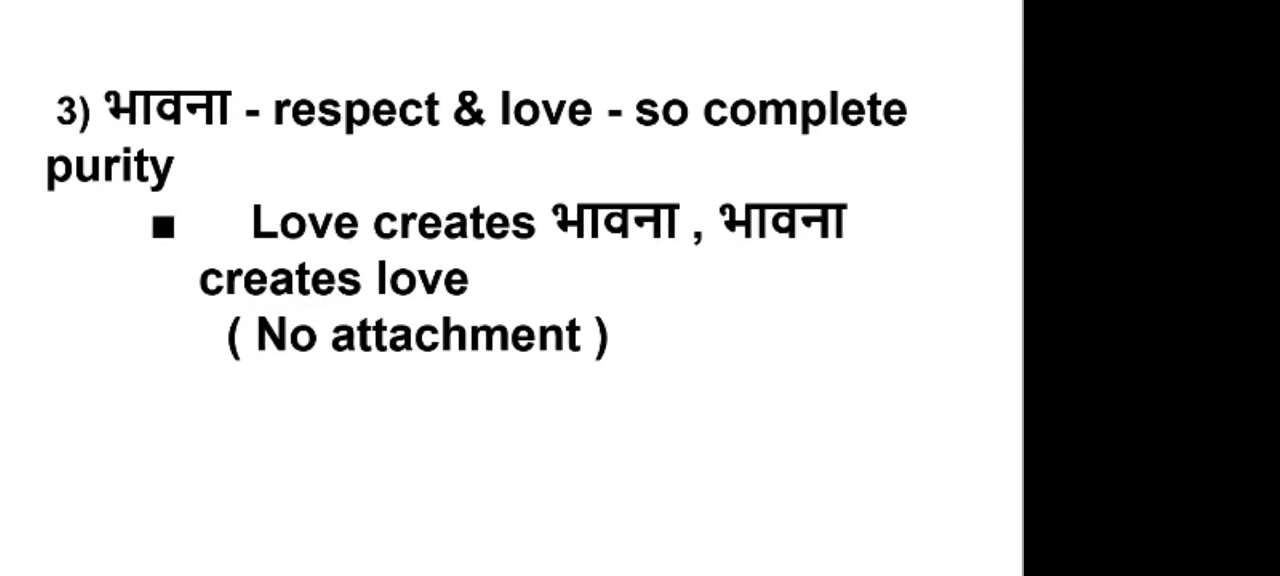 3) भावना - respect & love - so complete
purity
■ Love creates भावना , भावना
creates love
( No attachment )